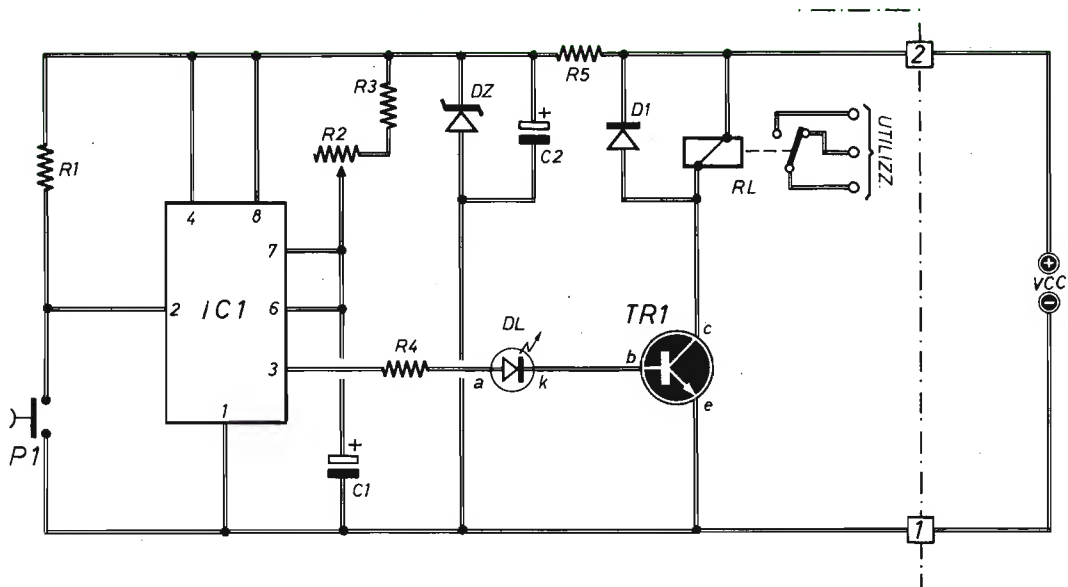 2
R5
R3
DZ
D1
R2
+
C2
UTILIZZ.
R1
RL
4
8
7
+
VCC
−
2
IC1
6
TR1
DL
c
R4
3
b
a
k
e
1
P1
+
C1
1